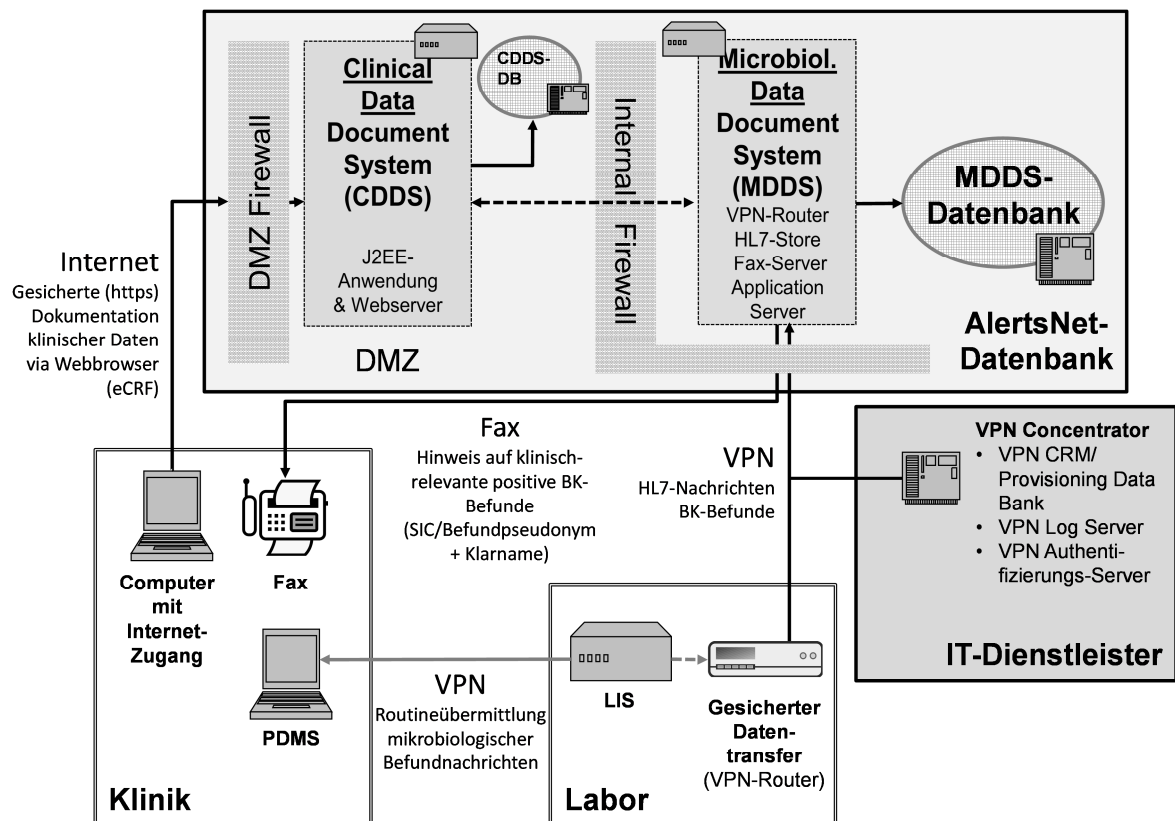 DMZ Firewall
Clinical
Data
Document
System
(CDDS)
J2EE-
Anwendung
& Webserver
CDDS-
DB
DMZ
Internal Firewall
Microbiol.
Data
Document
System
(MDDS)
VPN-Router
HL7-Store
Fax-Server
Application
Server
MDDS-
Datenbank
AlertsNet-
Datenbank
Internet
Gesicherte (https)
Dokumentation
klinischer Daten
via Webbrowser
(eCRF)
Fax
Hinweis auf klinisch-
relevante positive BK-
Befunde
(SIC/Befundpseudonym
+ Klarname)
VPN
HL7-Nachrichten
BK-Befunde
VPN Concentrator
• VPN CRM/
Provisioning Data
Bank
• VPN Log Server
• VPN Authenti-
fizierungs-Server
IT-Dienstleister
Computer
mit
Internet-
Zugang
Fax
PDMS
Klinik
VPN
Routineübermittlung
mikrobiologischer
Befundnachrichten
LIS
Gesicherter
Daten-
transfer
(VPN-Router)
Labor